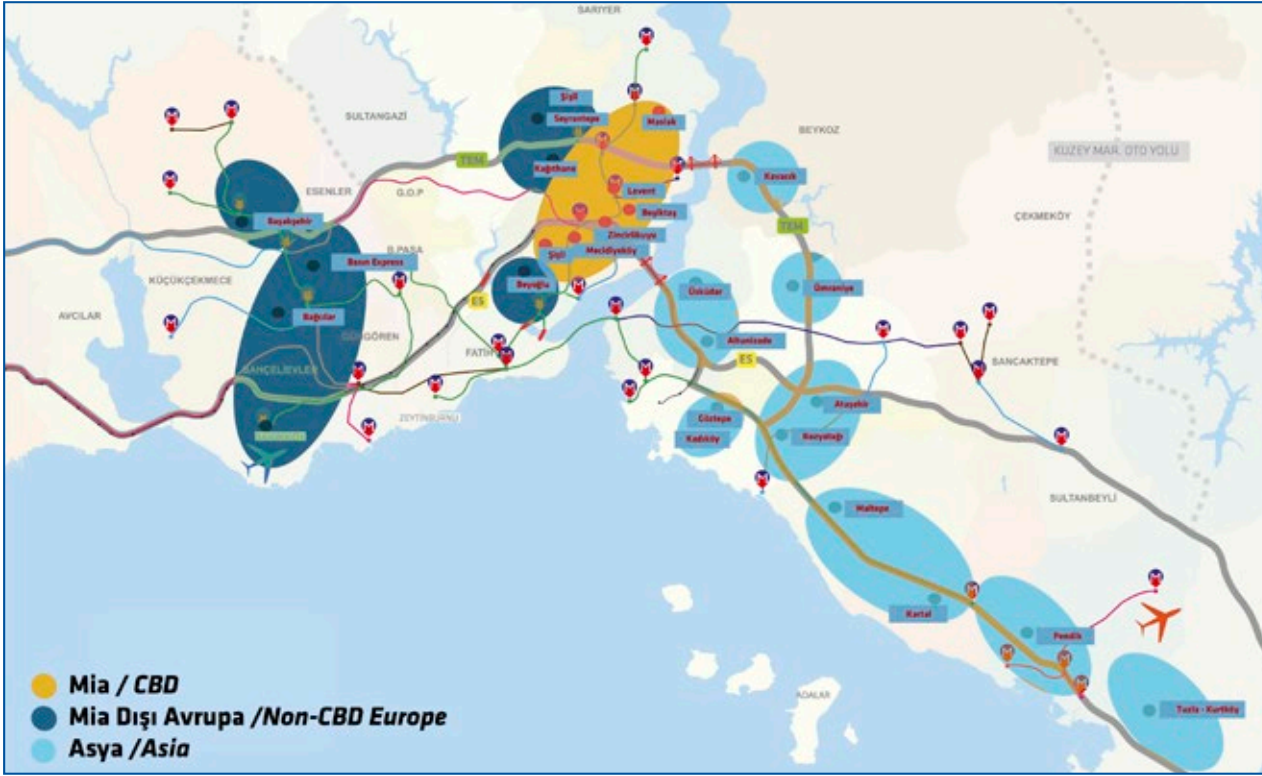 SARIYER
SULTANGAZİ
Şişli
Seyrantepe
Maslak
BEYKOZ
KUZEY MAR. OTO YOLU
TEM
Kağıthane
Kavacık
ESENLER
G.O.P
Levent
Beşiktaş
ÇEKMEKÖY
Başakşehir
TEM
Zincirlikuyu
B.PAŞA
Şişli
Mecidiyeköy
Basın Express
KÜÇÜKÇEKMECE
Beyoğlu
Üsküdar
Ümraniye
ES
AVCILAR
Bağcılar
Altunizade
FATİH
ES
SANCAKTEPE
BAHÇELİEVLER
Ataşehir
ZEYTİNBURNU
Göztepe
Kadıköy
Kozyatağı
SULTANBEYLİ
Maltepe
Kartal
Pendik
ADALAR
Tuzla - Kurtköy
Mia / CBD
Mia Dışı Avrupa /Non-CBD Europe
Asya /Asia